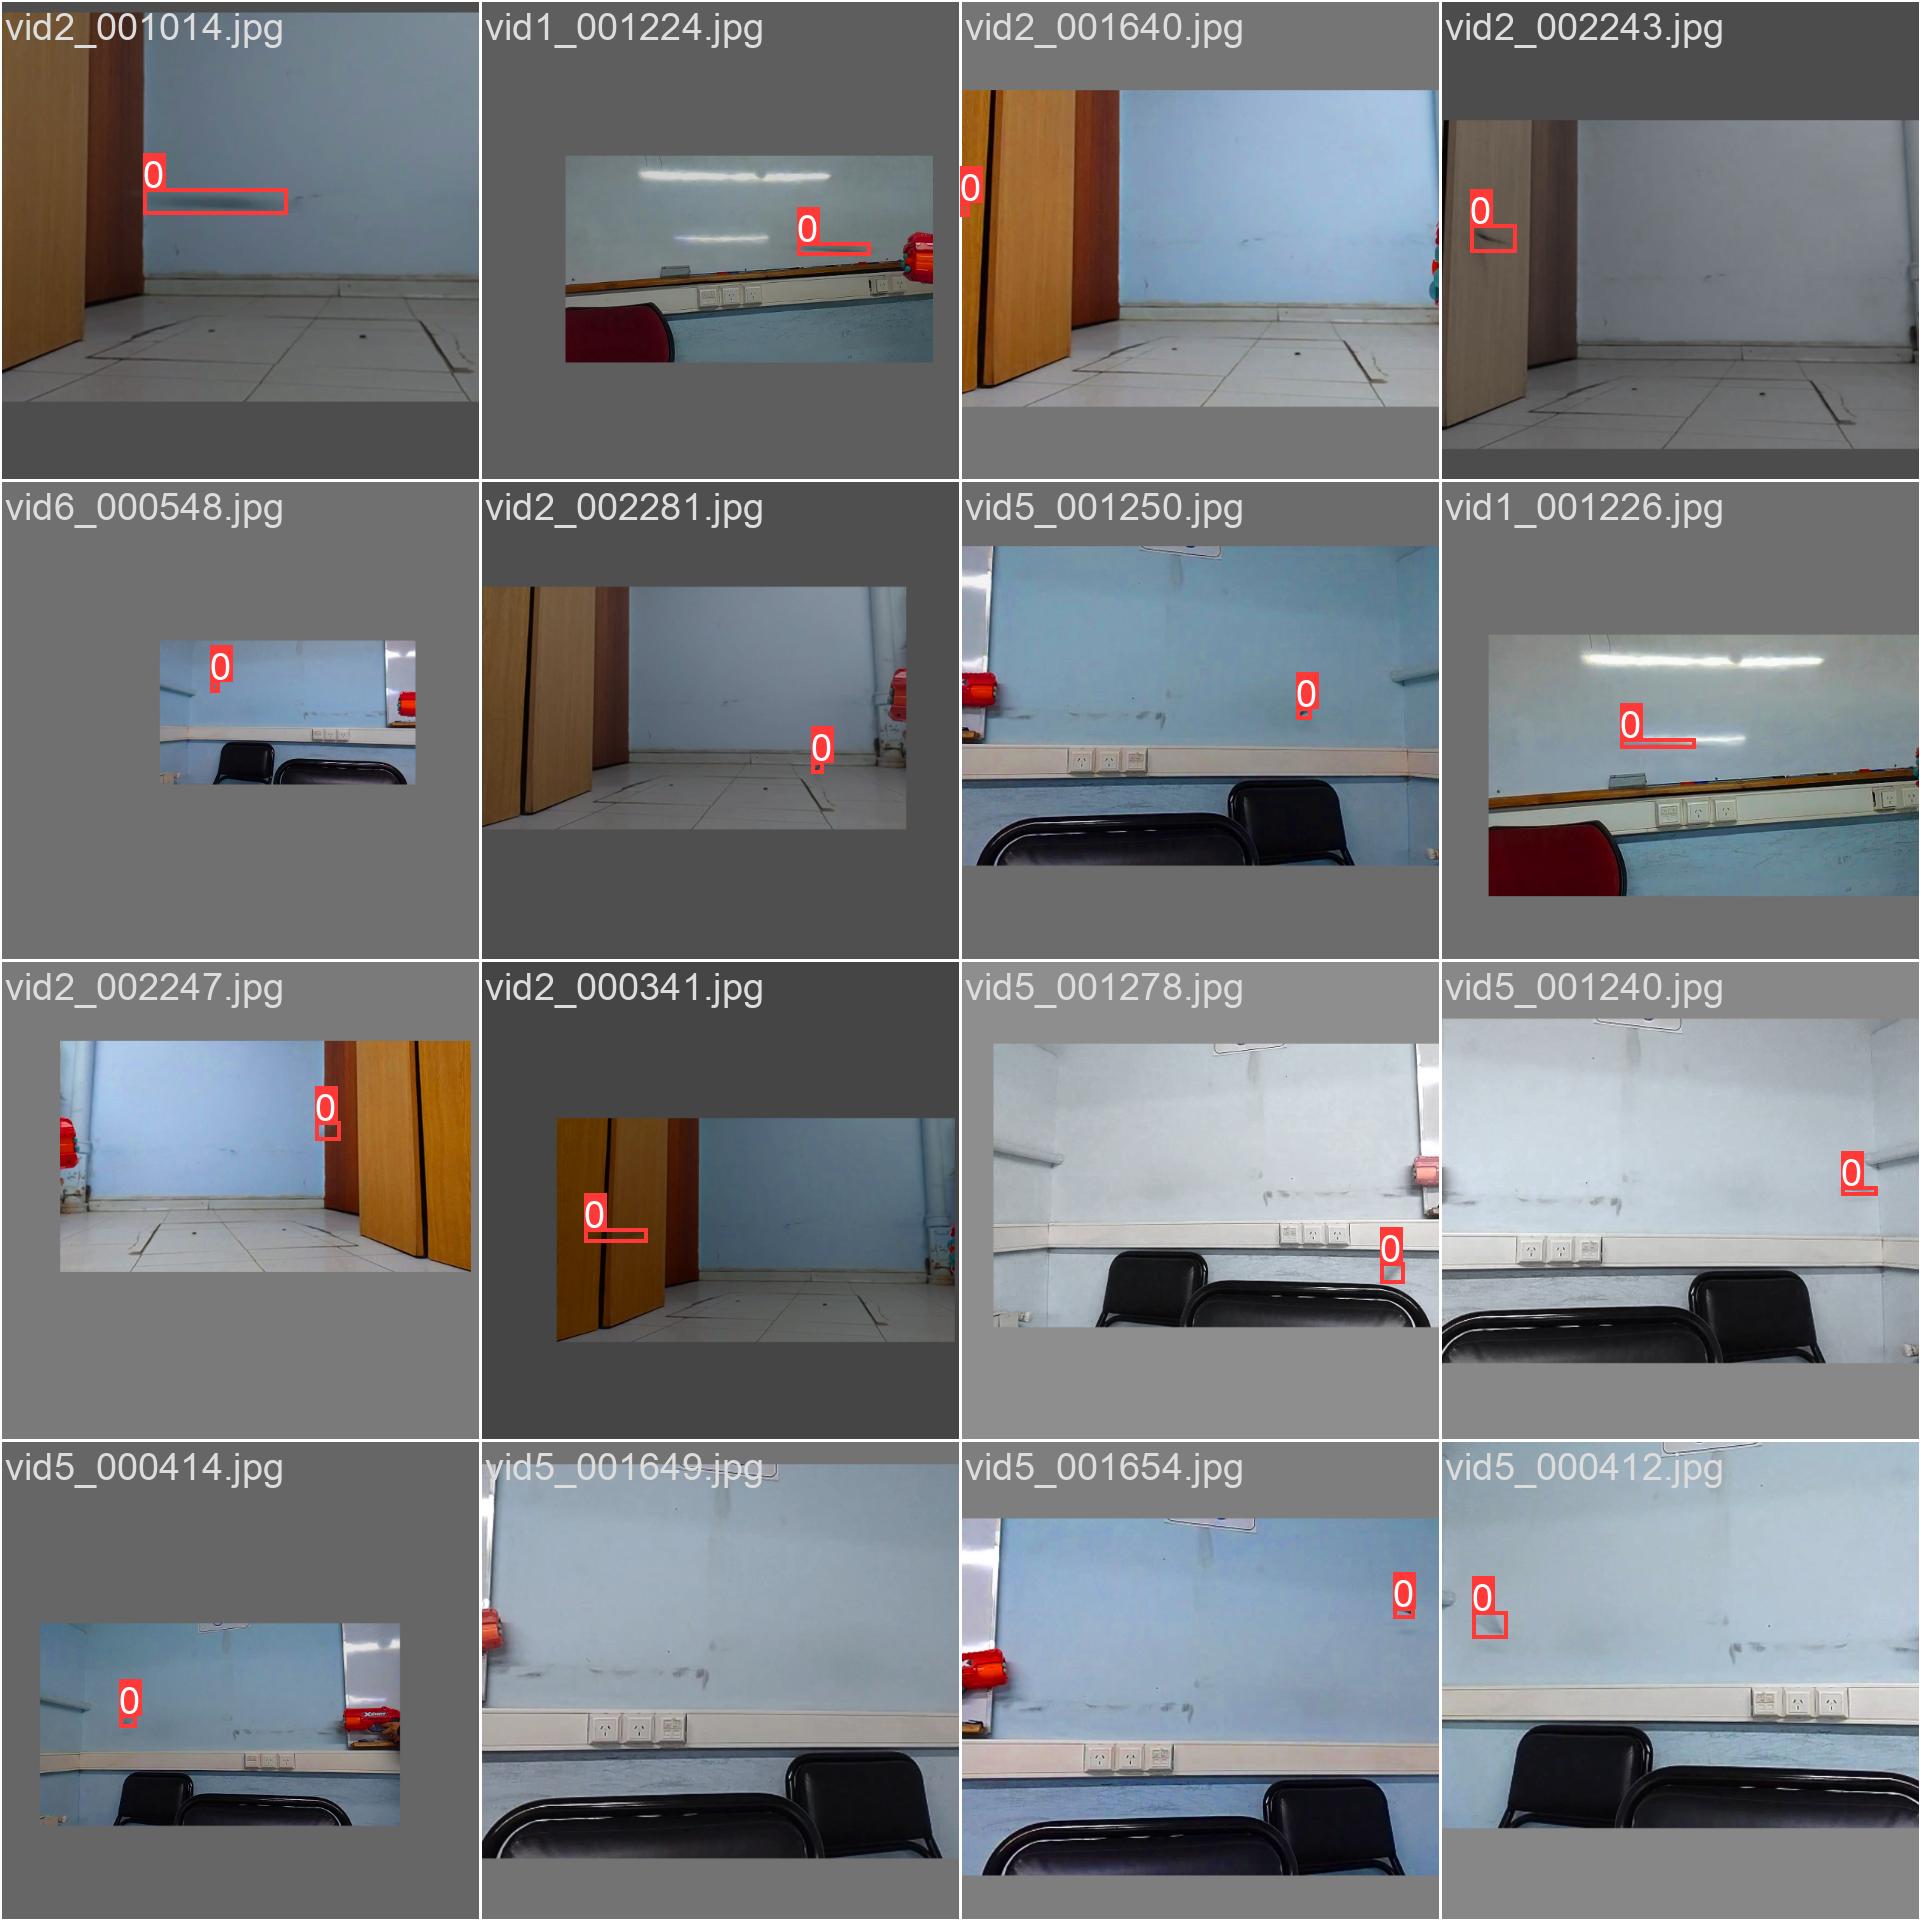 vid2_001014.jpg
vid1_001224.jpg
vid2_001640.jpg
vid2_002243.jpg
0
0
0
0
vid6_000548.jpg
vid2_002281.jpg
vid5_001250.jpg
vid1_001226.jpg
0
0
0
0
vid2_002247.jpg
vid2_000341.jpg
vid5_001278.jpg
vid5_001240.jpg
0
0
0
0
vid5_000414.jpg
vid5_001649.jpg
vid5_001654.jpg
vid5_000412.jpg
0
0
0